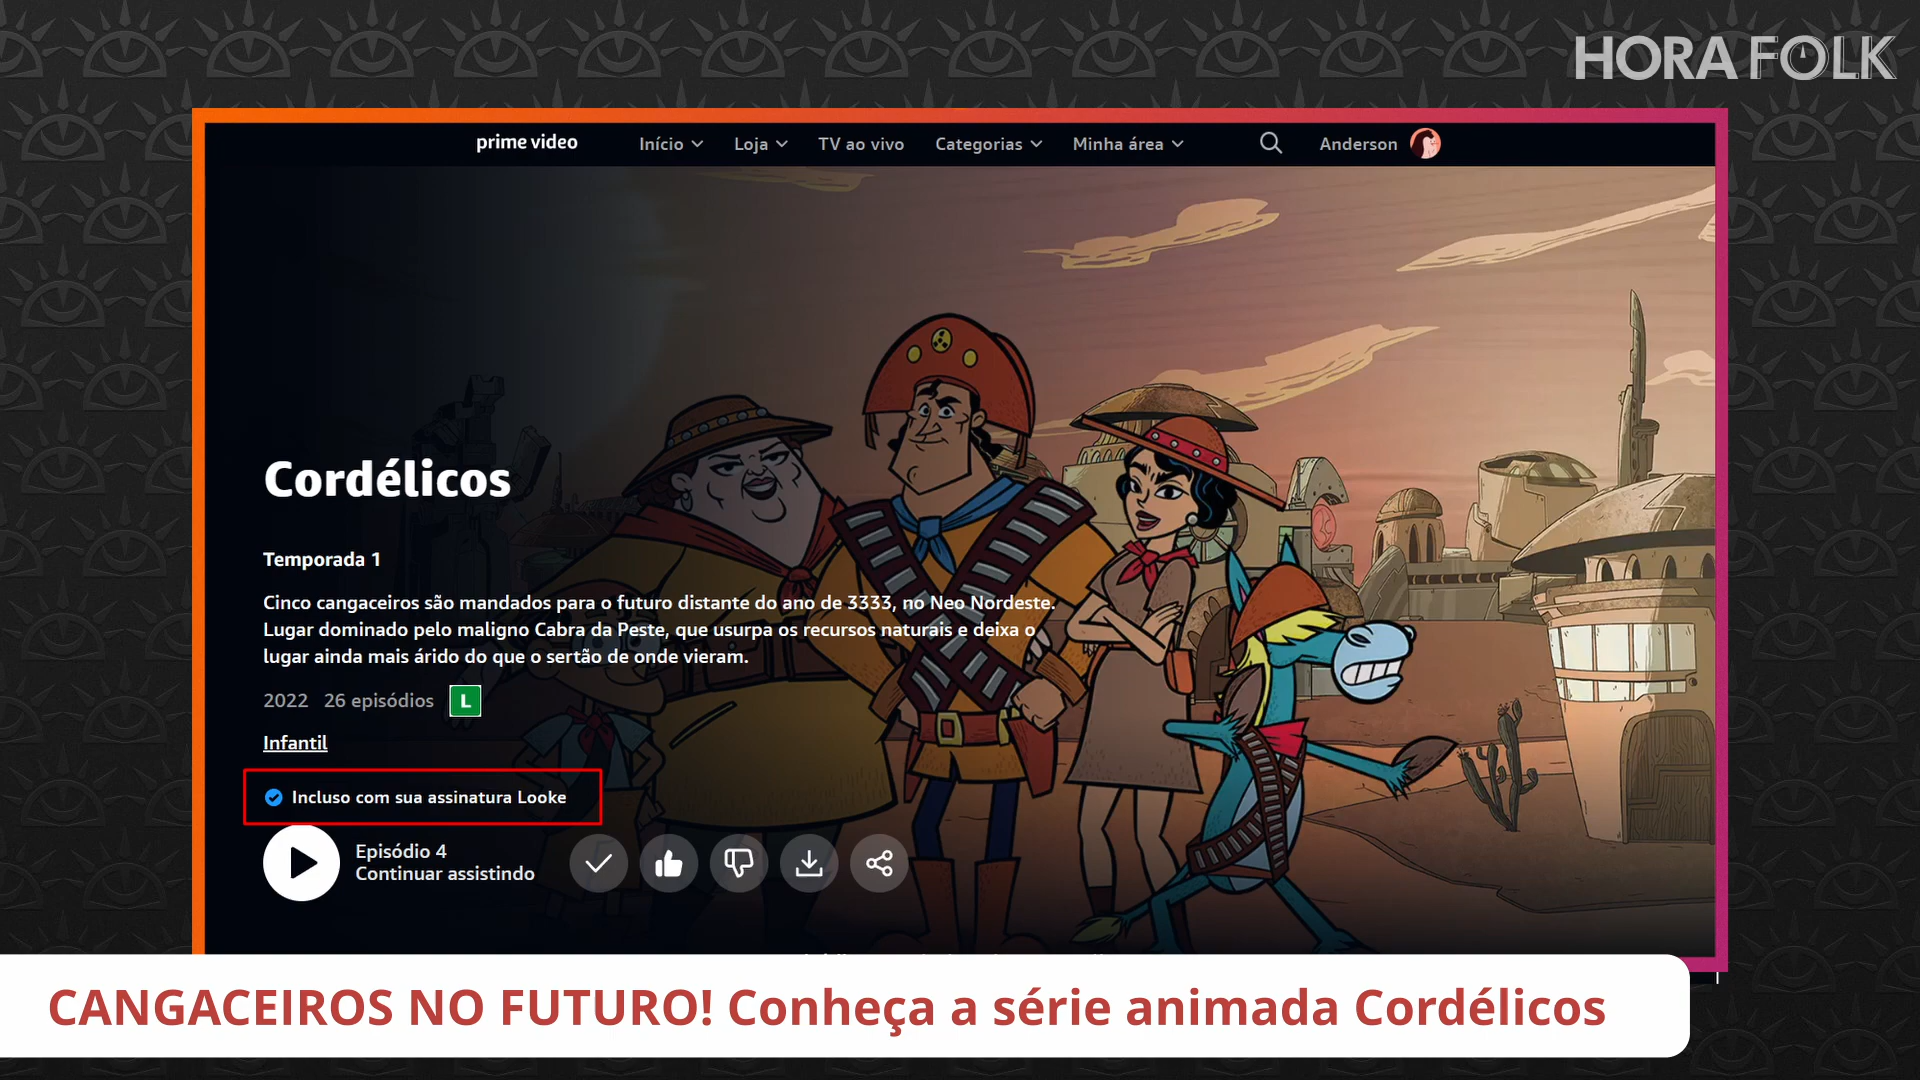 HORA FOLK
prime video
Início
Loja
TV ao vivo
Categorias
Minha área
Anderson
Cordélicos
Temporada 1
Cinco cangaceiros são mandados para o futuro distante do ano de 3333, no Neo Nordeste.
Lugar dominado pelo maligno Cabra da Peste, que usurpa os recursos naturais e deixa o
lugar ainda mais árido do que o sertão de onde vieram.
2022 26 episódios L
Infantil
Incluso com sua assinatura Looke
Episódio 4
Continuar assistindo
CANGACEIROS NO FUTURO! Conheça a série animada Cordélicos